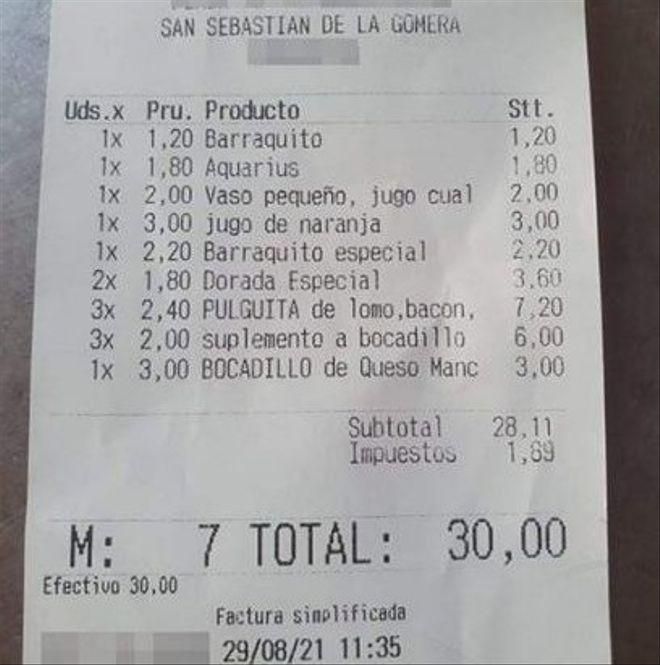 SAN SEBASTIAN DE LA GOMERA
Uds.x Pru. Producto Stt.
1x 1,20 Barraquito 1,20
1x 1,80 Aquarius 1,80
1x 2,00 Vaso pequeño, jugo cual 2,00
1x 3,00 jugo de naranja 3,00
1x 2,20 Barraquito especial 2,20
2x 1,80 Dorada Especial 3,60
3x 2,40 PULGUITA de lomo,bacon, 7,20
3x 2,00 suplemento a bocadillo 6,00
1x 3,00 BOCADILLO de Queso Manc 3,00
Subtotal 28,11
Impuestos 1,89
M: 7 TOTAL: 30,00
Efectivo 30,00
Factura simplificada
29/08/21 11:35